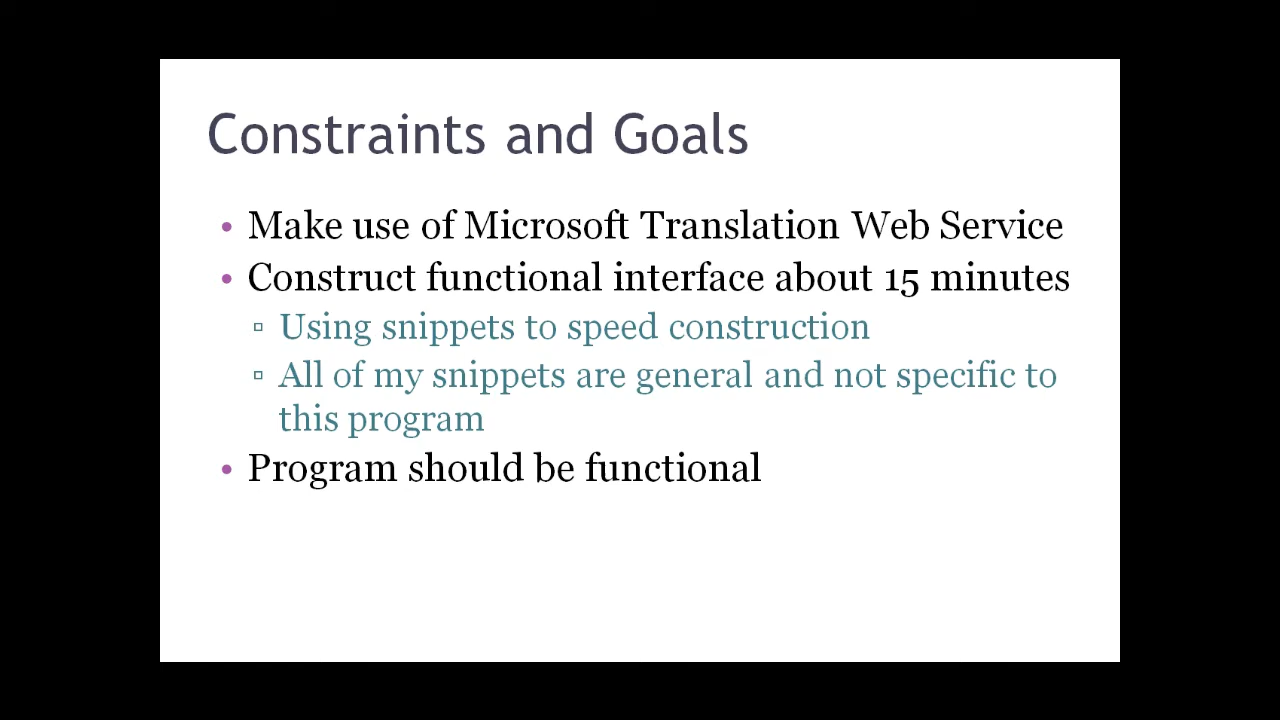 Constraints and Goals
• Make use of Microsoft Translation Web Service
• Construct functional interface about 15 minutes
▫ Using snippets to speed construction
▫ All of my snippets are general and not specific to
this program
• Program should be functional